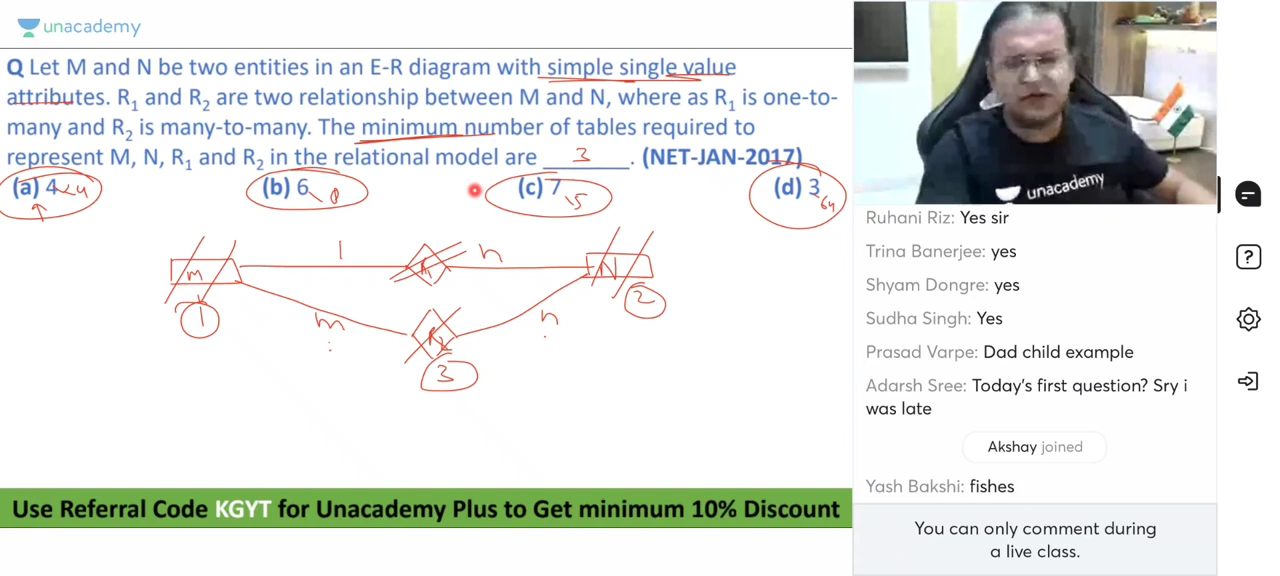 unacademy
Q Let M and N be two entities in an E-R diagram with simple single value
attributes. R1 and R2 are two relationship between M and N, where as R1 is one-to-
many and R2 is many-to-many. The minimum number of tables required to
represent M, N, R1 and R2 in the relational model are 3 . (NET-JAN-2017)
(a) 4 24 (b) 6 8 (c) 7 15 (d) 3 64
1 n
m R1 N
1 2
m n
R2
3
Use Referral Code KGYT for Unacademy Plus to Get minimum 10% Discount
unacademy
Ruhani Riz: Yes sir
Trina Banerjee: yes
Shyam Dongre: yes
Sudha Singh: Yes
Prasad Varpe: Dad child example
Adarsh Sree: Today's first question? Sry i
was late
Akshay joined
Yash Bakshi: fishes
You can only comment during
a live class.
?